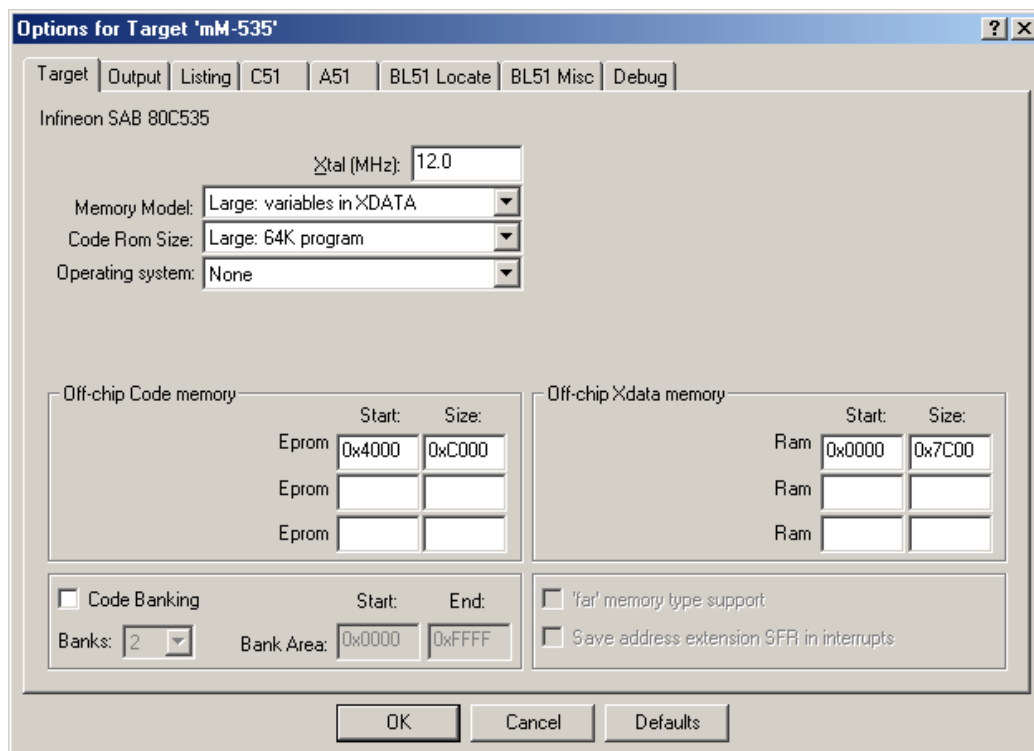 Options for Target 'mM-535'
Target Output Listing C51 A51 BL51 Locate BL51 Misc Debug
Infineon SAB 80C535
Xtal (MHz): 12.0
Memory Model: Large: variables in XDATA
Code Rom Size: Large: 64K program
Operating system: None
Off-chip Code memory
Start: Size:
Eprom 0x4000 0xC000
Eprom
Eprom
Off-chip Xdata memory
Start: Size:
Ram 0x0000 0x7C00
Ram
Ram
Code Banking Start: End:
Banks: 2 Bank Area: 0x0000 0xFFFF
'far' memory type support
Save address extension SFR in interrupts
OK Cancel Defaults